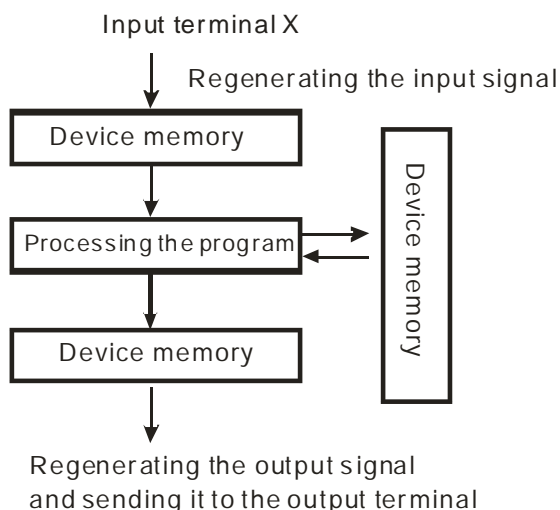 Input terminal X
Regenerating the input signal
Device memory
Processing the program
Device memory
Device memory
Regenerating the output signal
and sending it to the output terminal